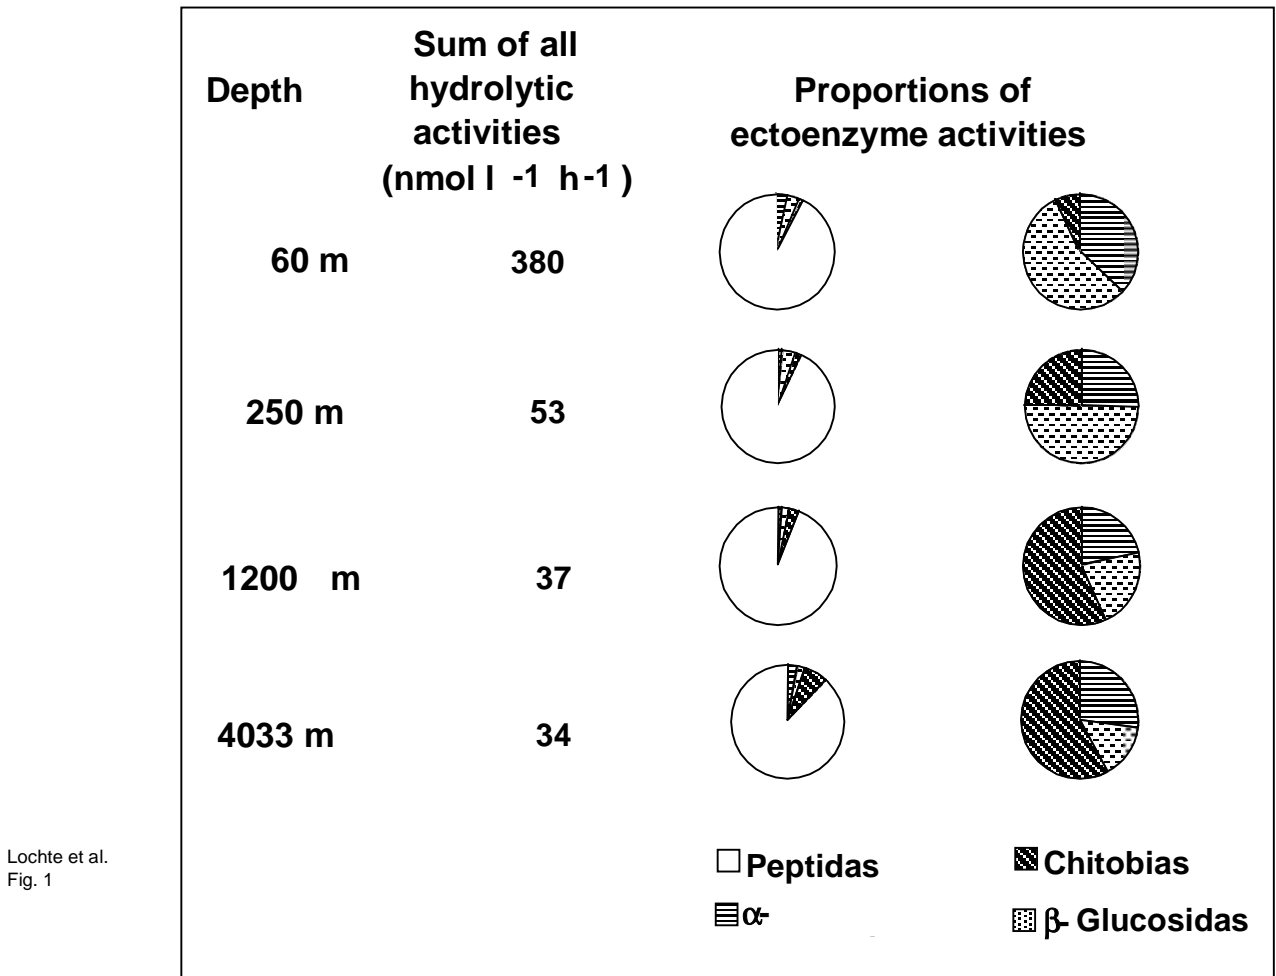 Depth
Sum of all
hydrolytic
activities
(nmol l -1 h-1 )
Proportions of
ectoenzyme activities
60 m
380
250 m
53
1200 m
37
4033 m
34
Peptidas
Chitobias
α-
β- Glucosidas
Lochte et al.
Fig. 1